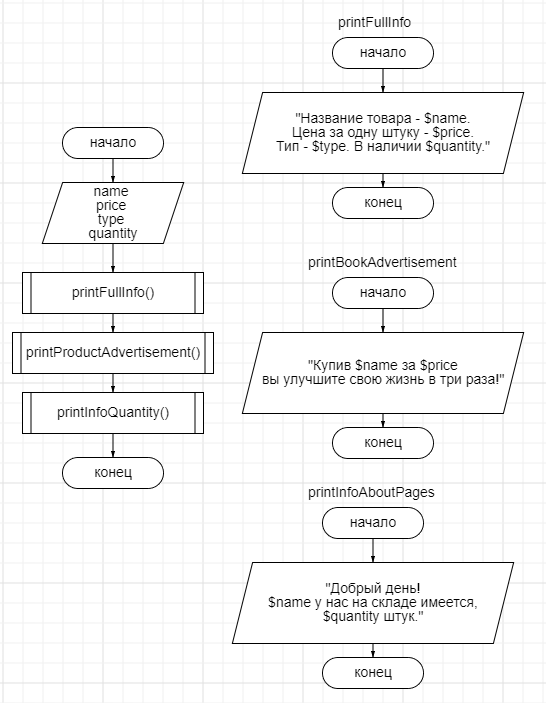 начало
name
price
type
quantity
printFullInfo()
printProductAdvertisement()
printInfoQuantity()
конец
printFullInfo
начало
"Название товара - $name.
Цена за одну штуку - $price.
Тип - $type. В наличии $quantity."
конец
printBookAdvertisement
начало
"Купив $name за $price
вы улучшите свою жизнь в три раза!"
конец
printInfoAboutPages
начало
"Добрый день!
$name у нас на складе имеется,
$quantity штук."
конец